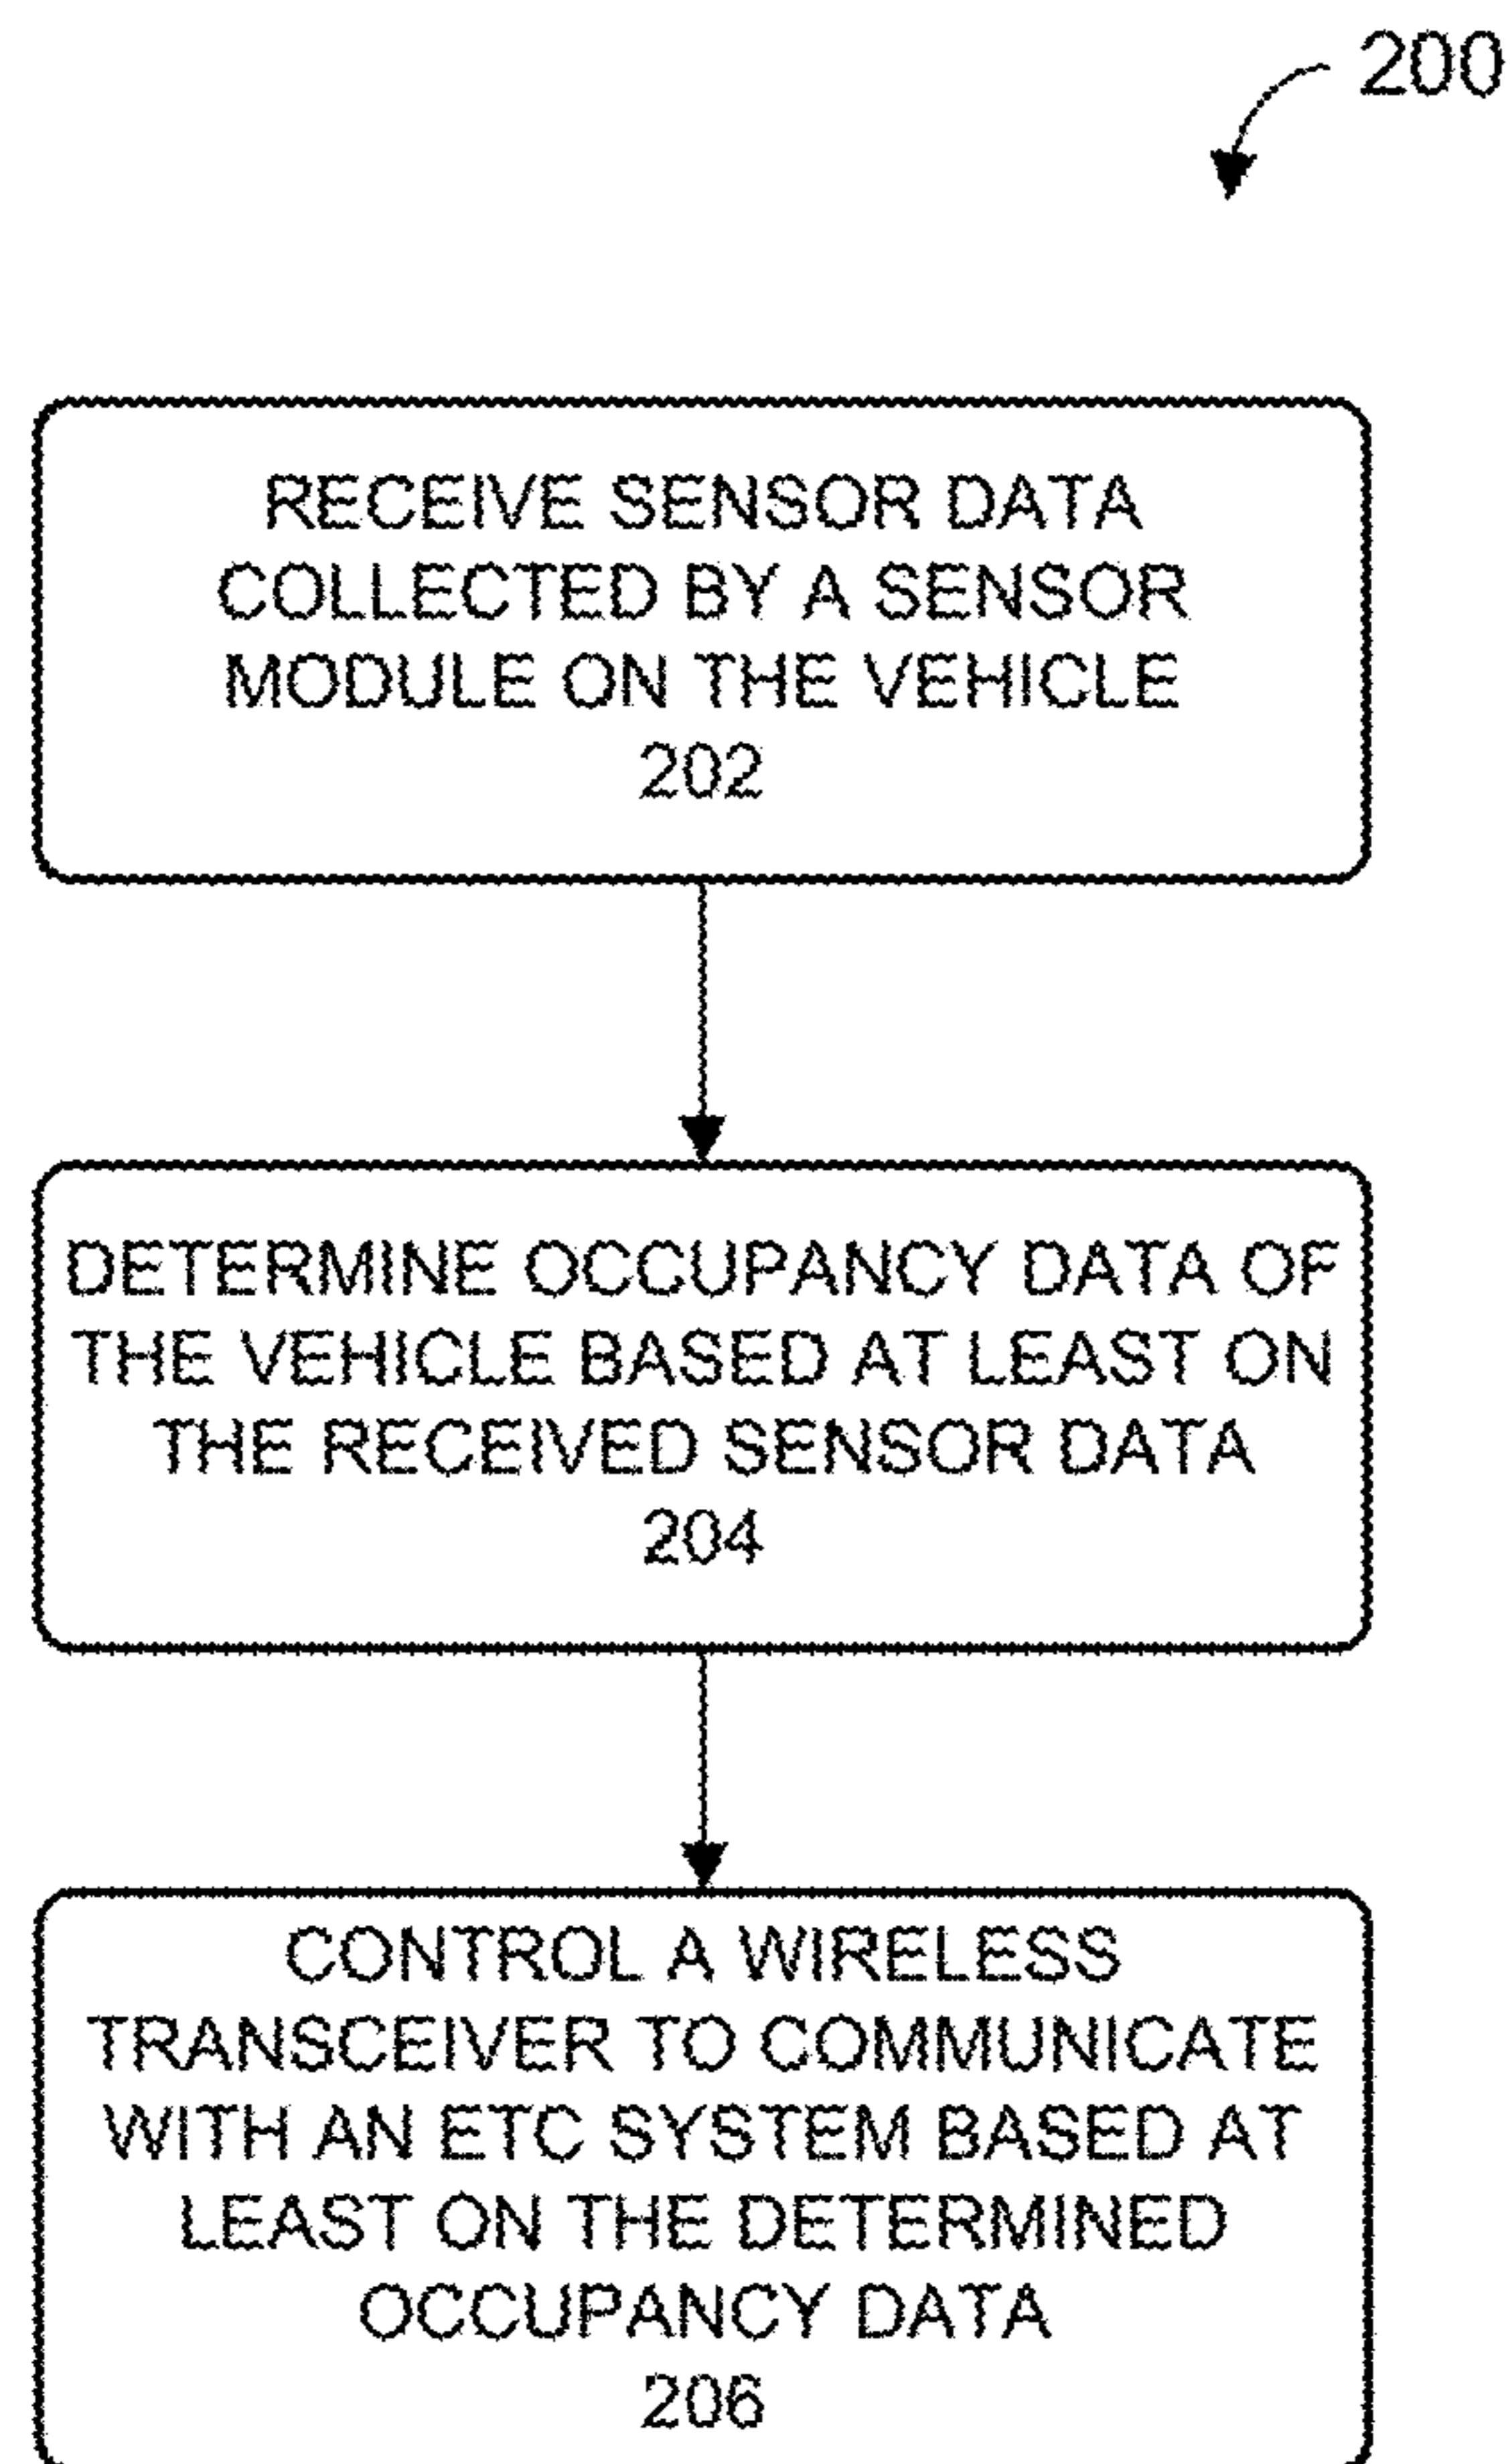 200
RECEIVE SENSOR DATA
COLLECTED BY A SENSOR
MODULE ON THE VEHICLE
202
DETERMINE OCCUPANCY DATA OF
THE VEHICLE BASED AT LEAST ON
THE RECEIVED SENSOR DATA
204
CONTROL A WIRELESS
TRANSCEIVER TO COMMUNICATE
WITH AN ETC SYSTEM BASED AT
LEAST ON THE DETERMINED
OCCUPANCY DATA
206